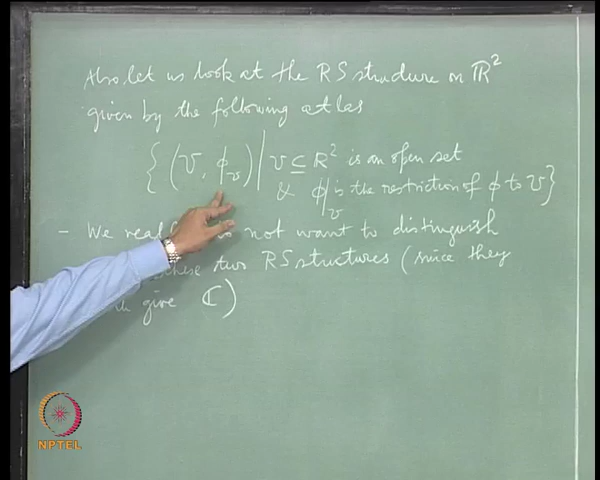 Also, let us look at the RS structure on ℝ²
given by the following atlas
{ (V, ϕ_V) | V ⊆ ℝ² is an open set
& ϕ|_V is the restriction of ϕ to V }
- We really do not want to distinguish
these two RS structures (since they
give ℂ)
NPTEL